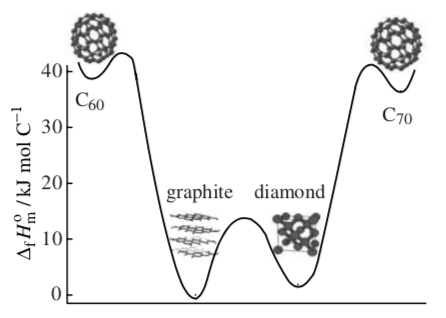 C₆₀
C₇₀
graphite diamond
ΔfH°m / kJ mol C⁻¹
40
30
20
10
0